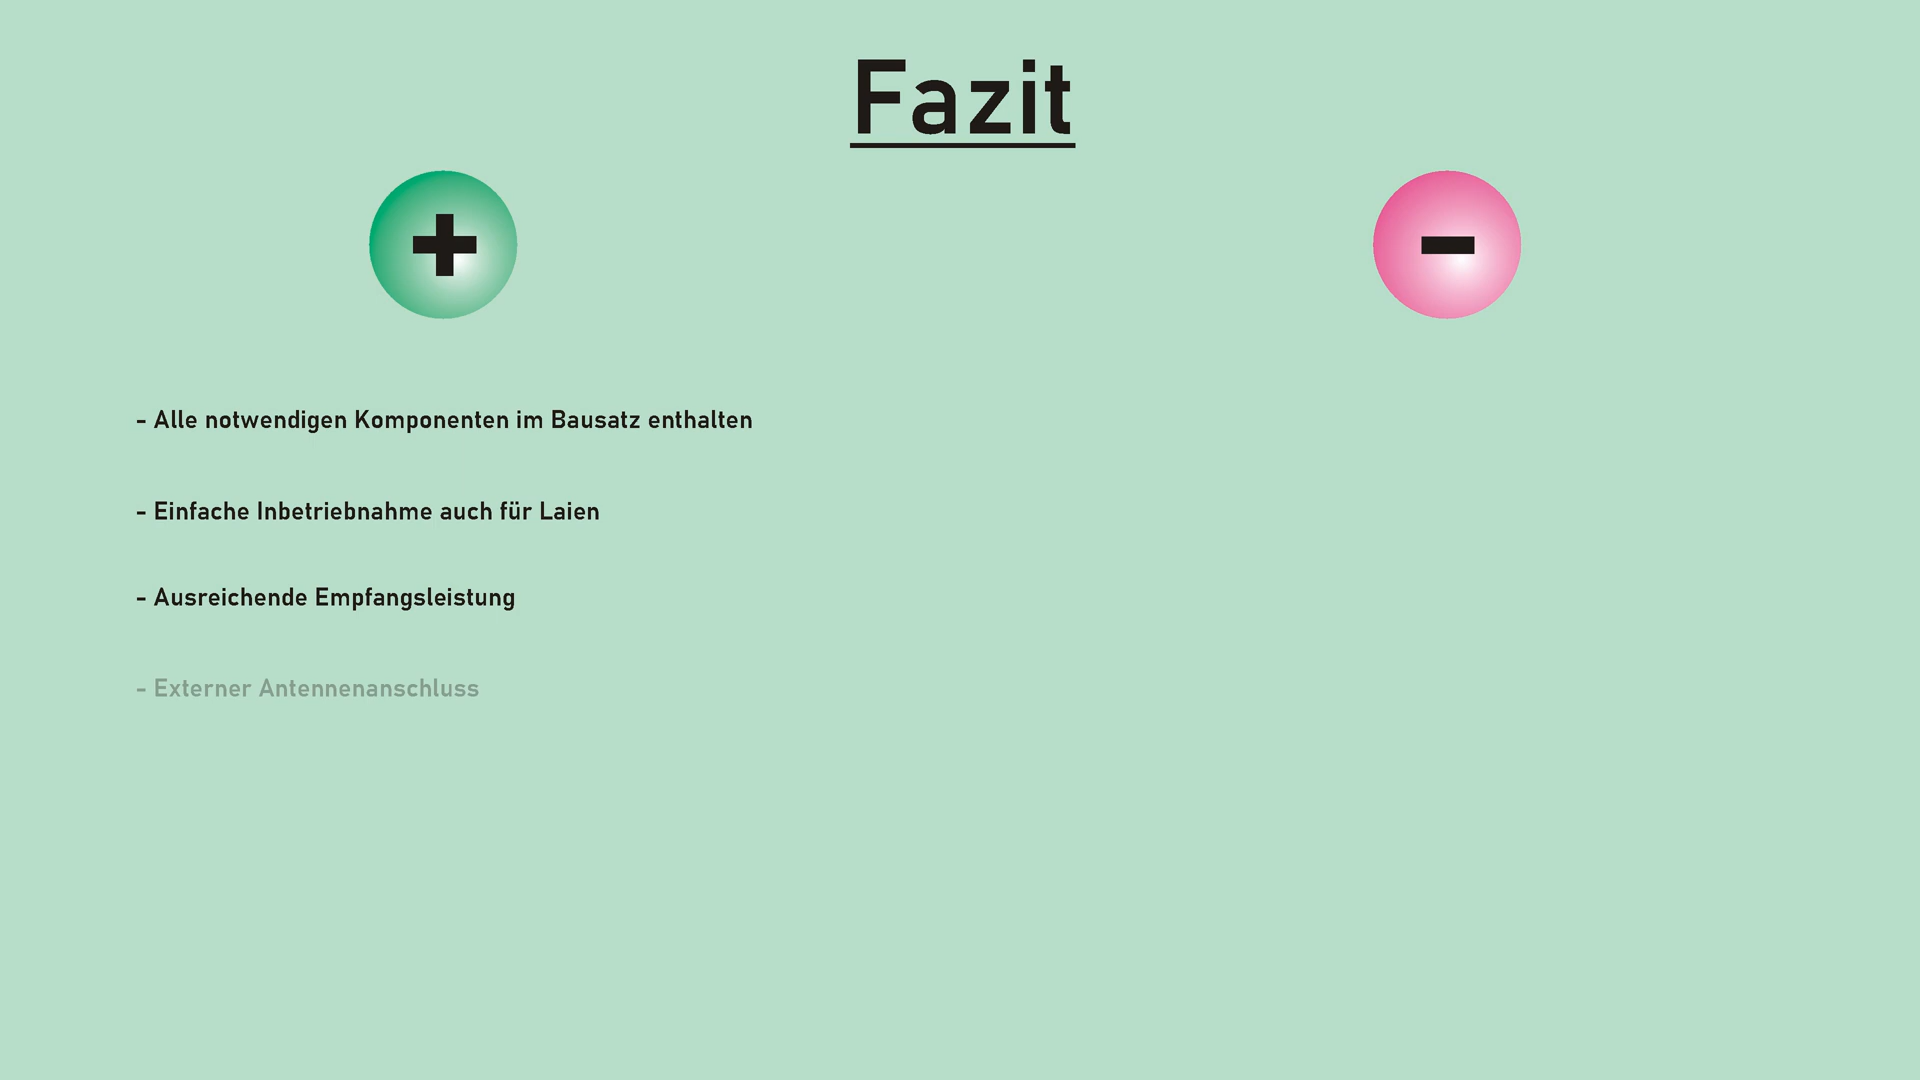 Fazit
+
-
- Alle notwendigen Komponenten im Bausatz enthalten
- Einfache Inbetriebnahme auch für Laien
- Ausreichende Empfangsleistung
- Externer Antennenanschluss